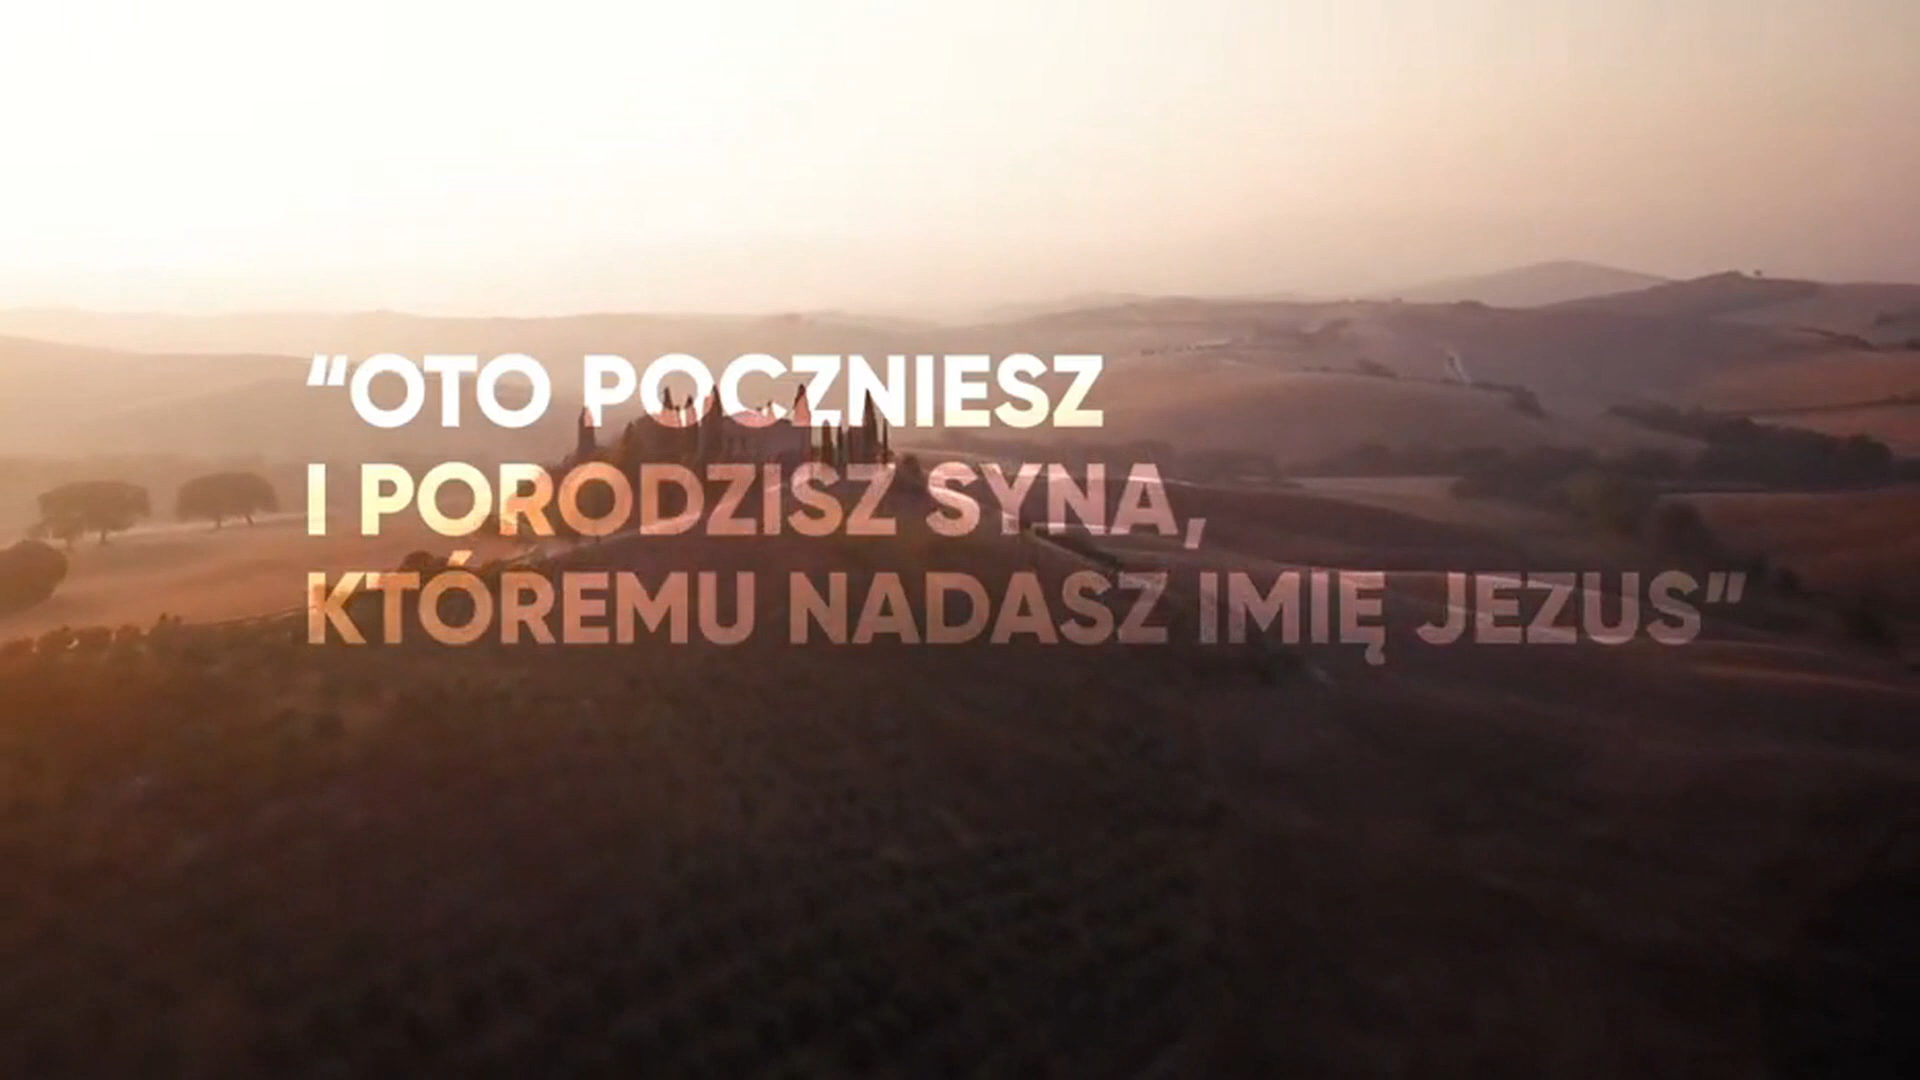 “OTO POCZNIESZ
I PORODZISZ SYNA,
KTÓREMU NADASZ IMIĘ JEZUS”